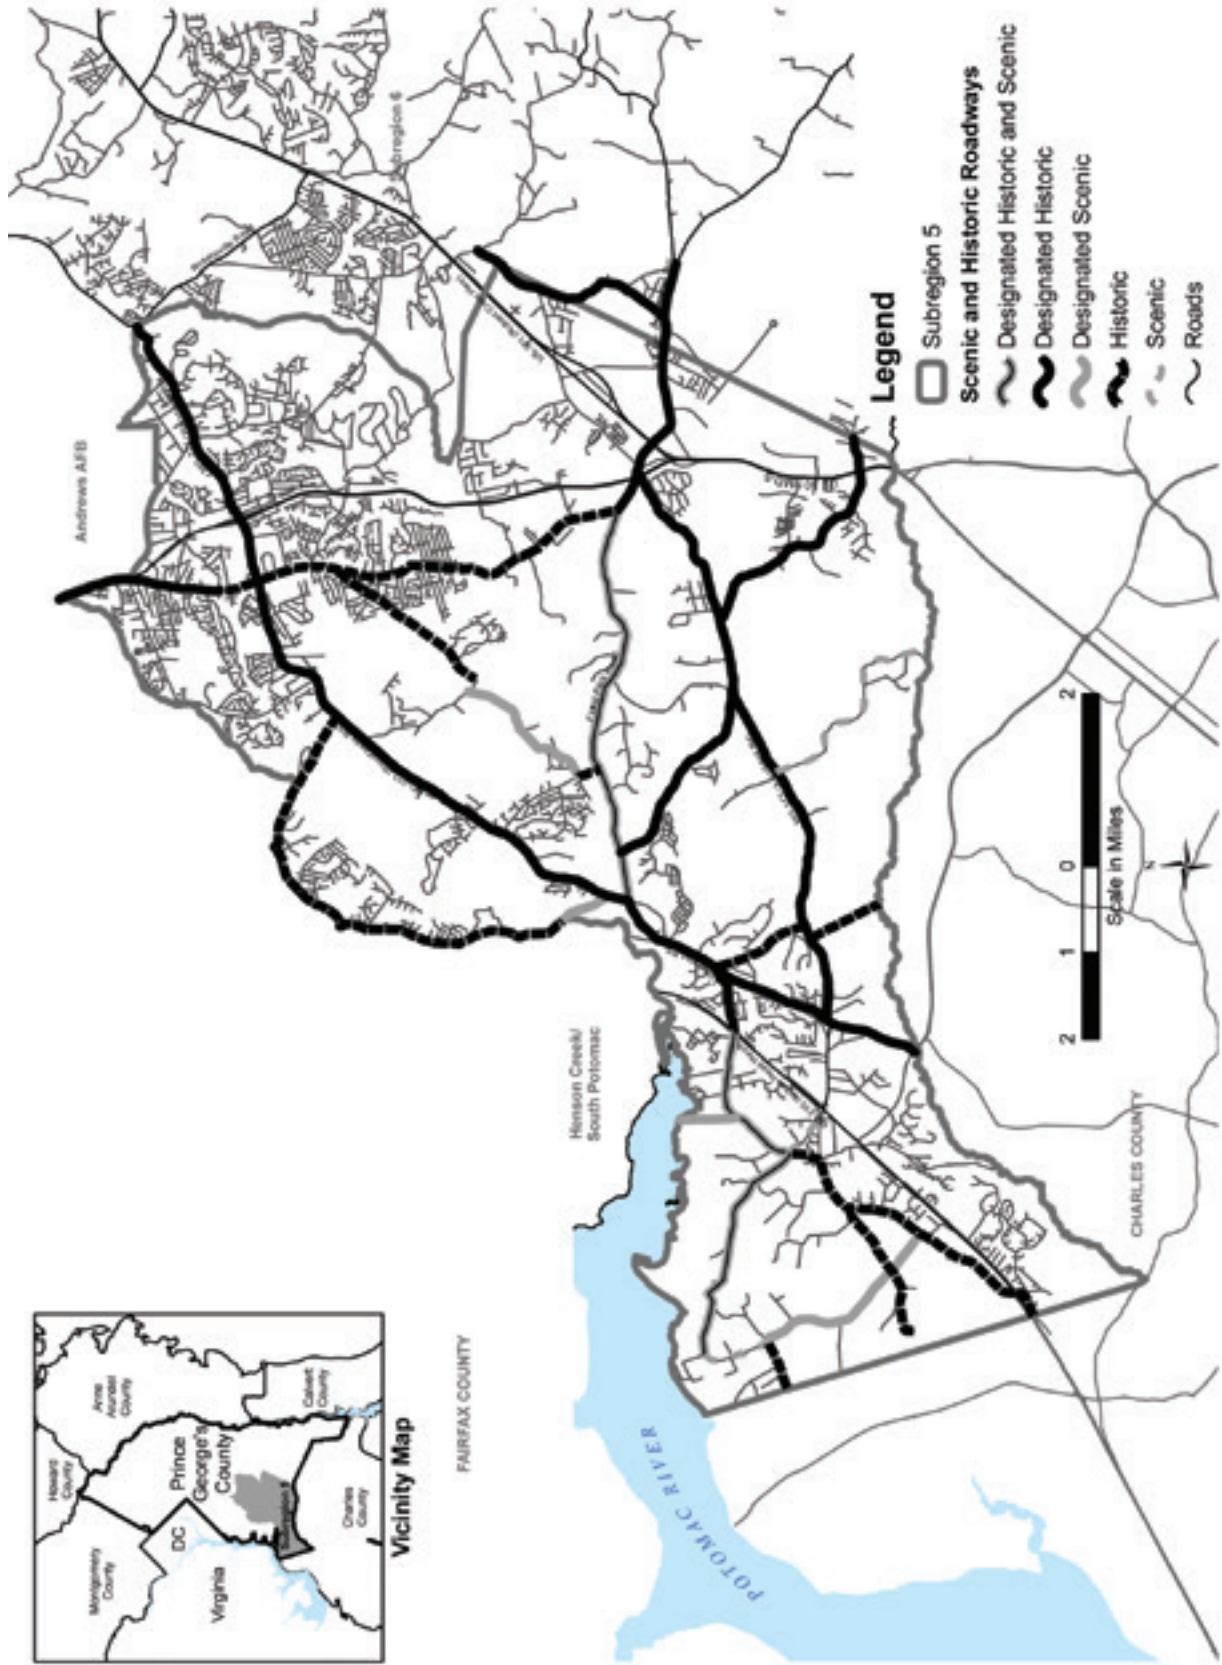 Howard
County
Montgomery
County
Anne
Arundel
County
DC
Prince
George's
County
Virginia
Calvert
County
Charles
County
Vicinity Map
FAIRFAX COUNTY
POTOMAC RIVER
Henson Creek/
South Potomac
Andrews AFB
Subregion 6
CHARLES COUNTY
2 1 0 2
Scale in Miles
N
Legend
Subregion 5
Scenic and Historic Roadways
Designated Historic and Scenic
Designated Historic
Designated Scenic
Historic
Scenic
Roads